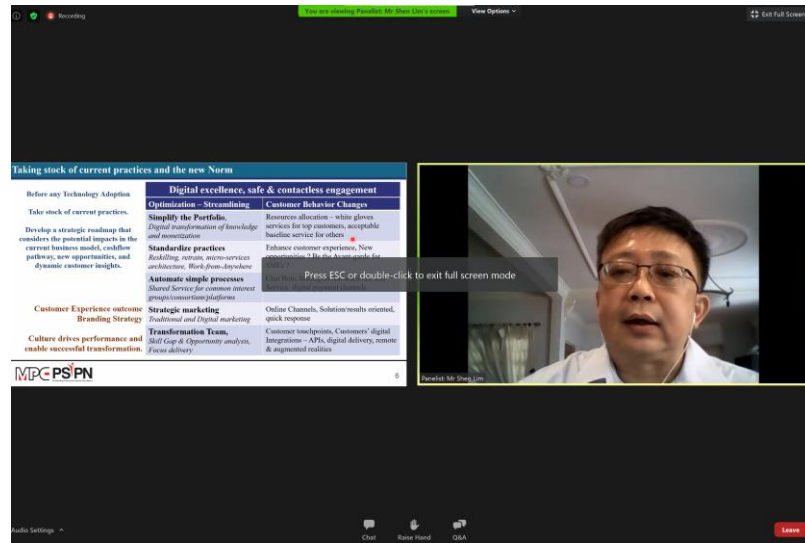 Recording
You are viewing Panelist: Mr Shen Lim's screen
View Options
Exit Full Screen
Taking stock of current practices and the new Norm
Before any Technology Adoption
Take stock of current practices.
Develop a strategic roadmap that
considers the potential impacts in the
current business model, cashflow
pathway, new opportunities, and
dynamic customer insights.
Customer Experience outcome
Branding Strategy
Culture drives performance and
enable successful transformation.
Digital excellence, safe & contactless engagement
Optimization – Streamlining
Customer Behavior Changes
Simplify the Portfolio,
Digital transformation of knowledge
and monetization
Resources allocation – white gloves
services for top customers, acceptable
baseline service for others
Standardize practices
Reskilling, retrain, micro-services
architecture, Work-from-Anywhere
Enhance customer experience, New
opportunities ? Be the Avant-garde for
Automate simple processes
Shared Service for common interest
groups/consortium/platforms
Strategic marketing
Traditional and Digital marketing
Online Channels, Solution/results oriented,
quick response
Transformation Team,
Skill Gap & Opportunity analysis,
Focus delivery
Customer touchpoints, Customers' digital
Integrations – APIs, digital delivery, remote
& augmented realities
Press ESC or double-click to exit full screen mode
MPC PSIPN
6
Panelist: Mr Shen Lim
Audio Settings
Chat
Raise Hand
Q&A
Leave